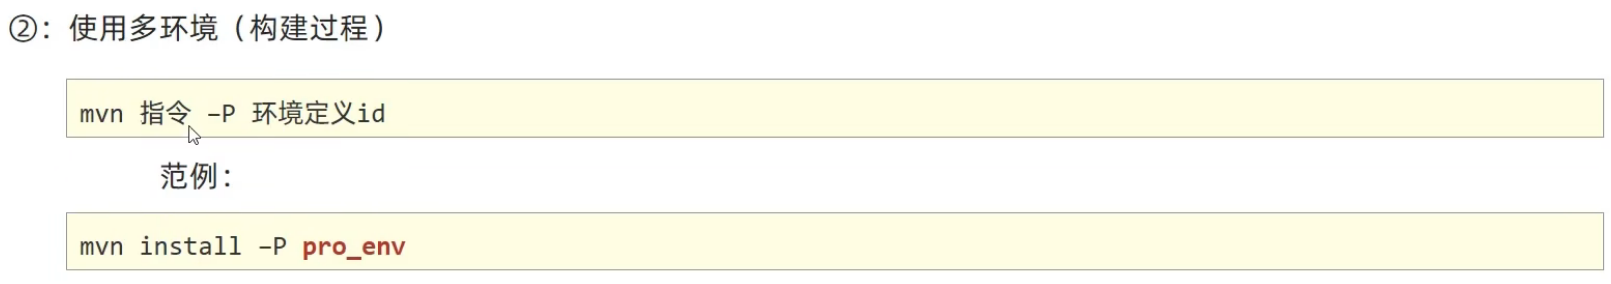 ②：使用多环境（构建过程）
mvn 指令 –P 环境定义id
范例：
mvn install –P pro_env